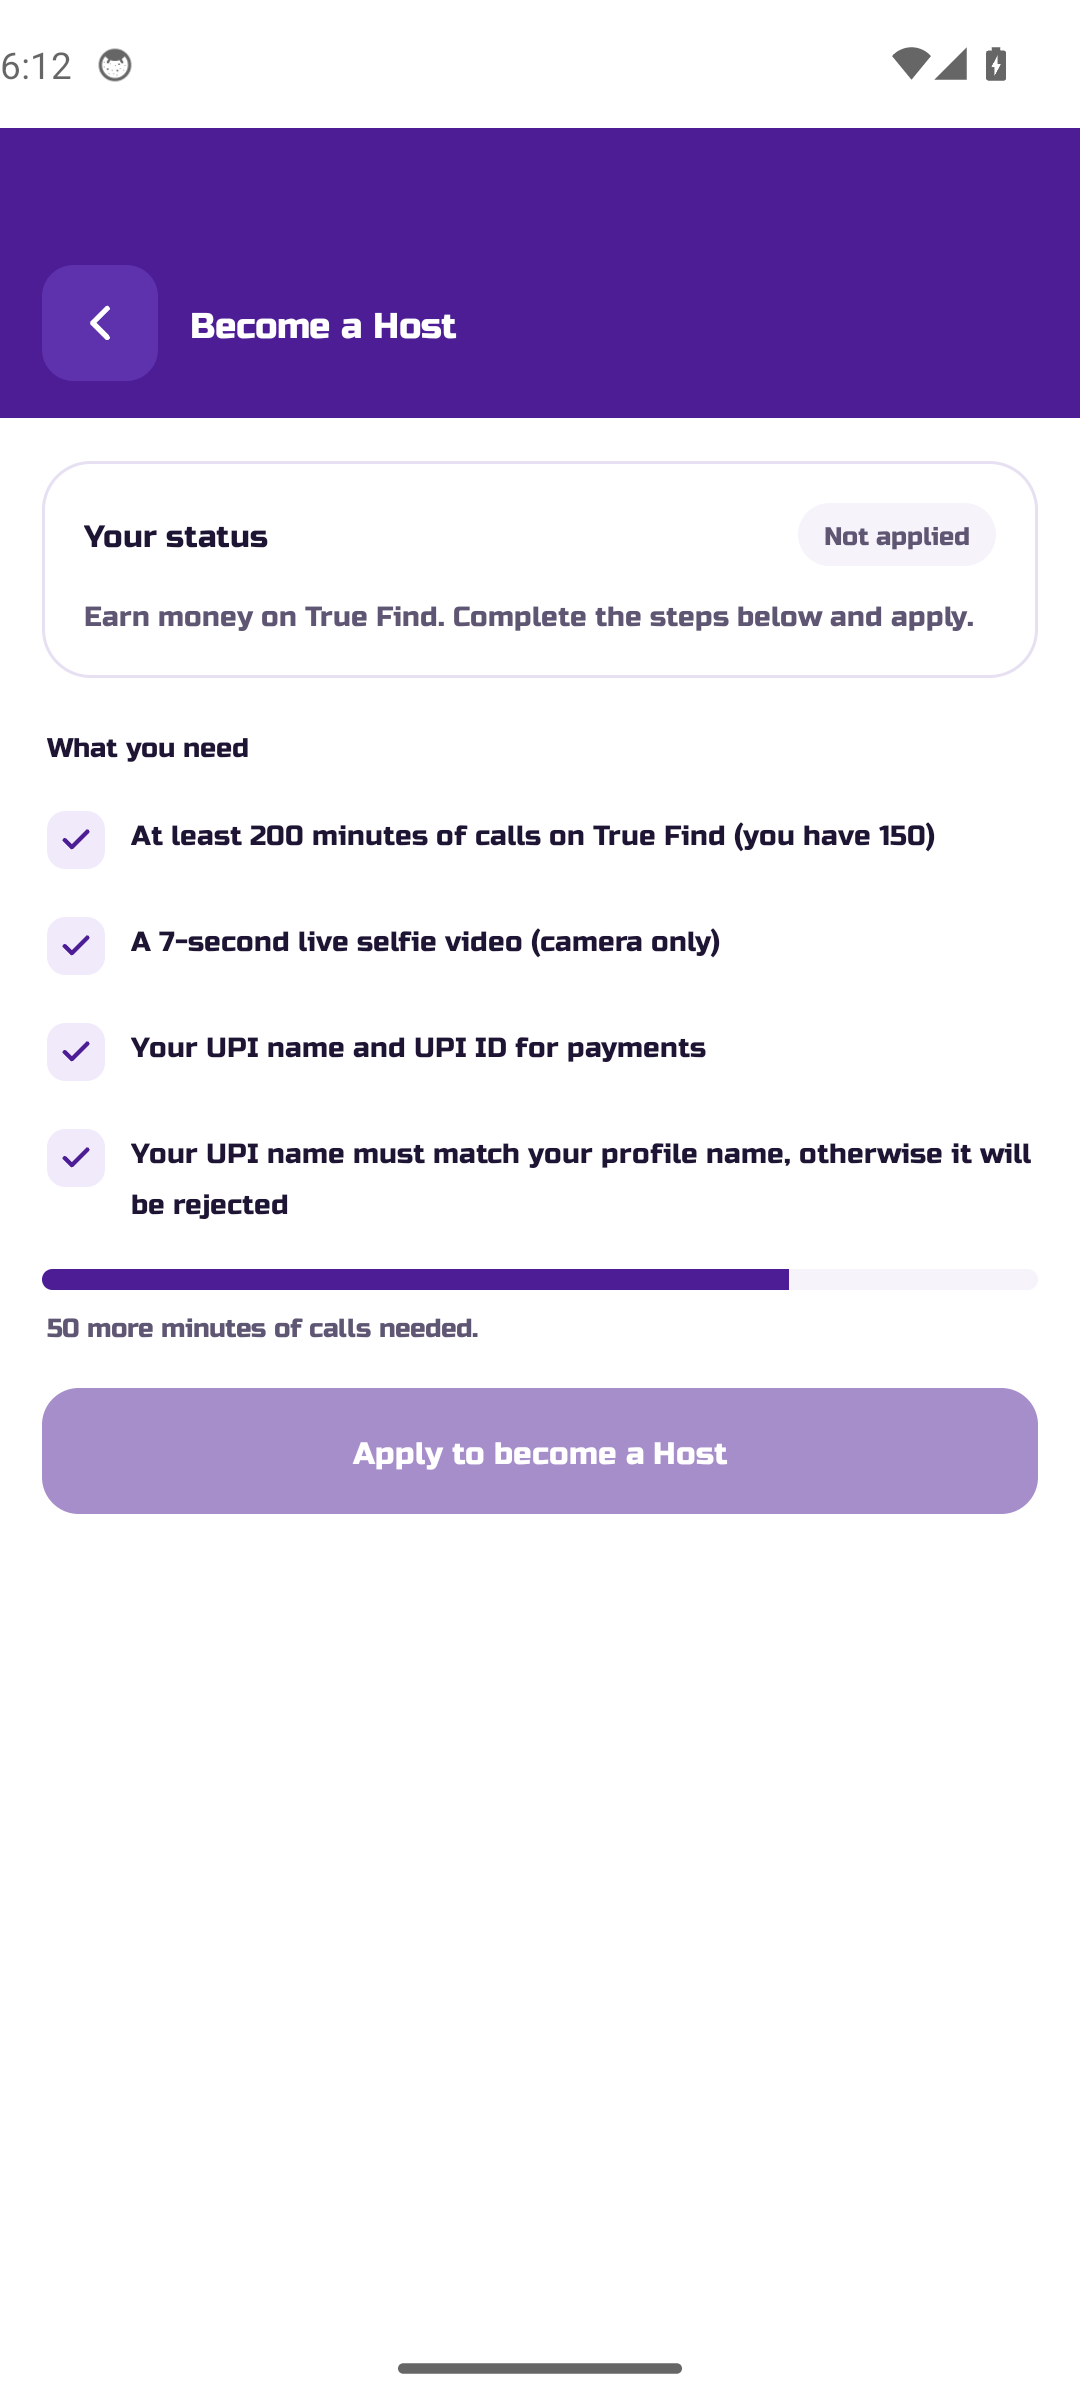 6:12
Become a Host
Your status
Not applied
Earn money on True Find. Complete the steps below and apply.
What you need
At least 200 minutes of calls on True Find (you have 150)
A 7-second live selfie video (camera only)
Your UPI name and UPI ID for payments
Your UPI name must match your profile name, otherwise it will
be rejected
50 more minutes of calls needed.
Apply to become a Host